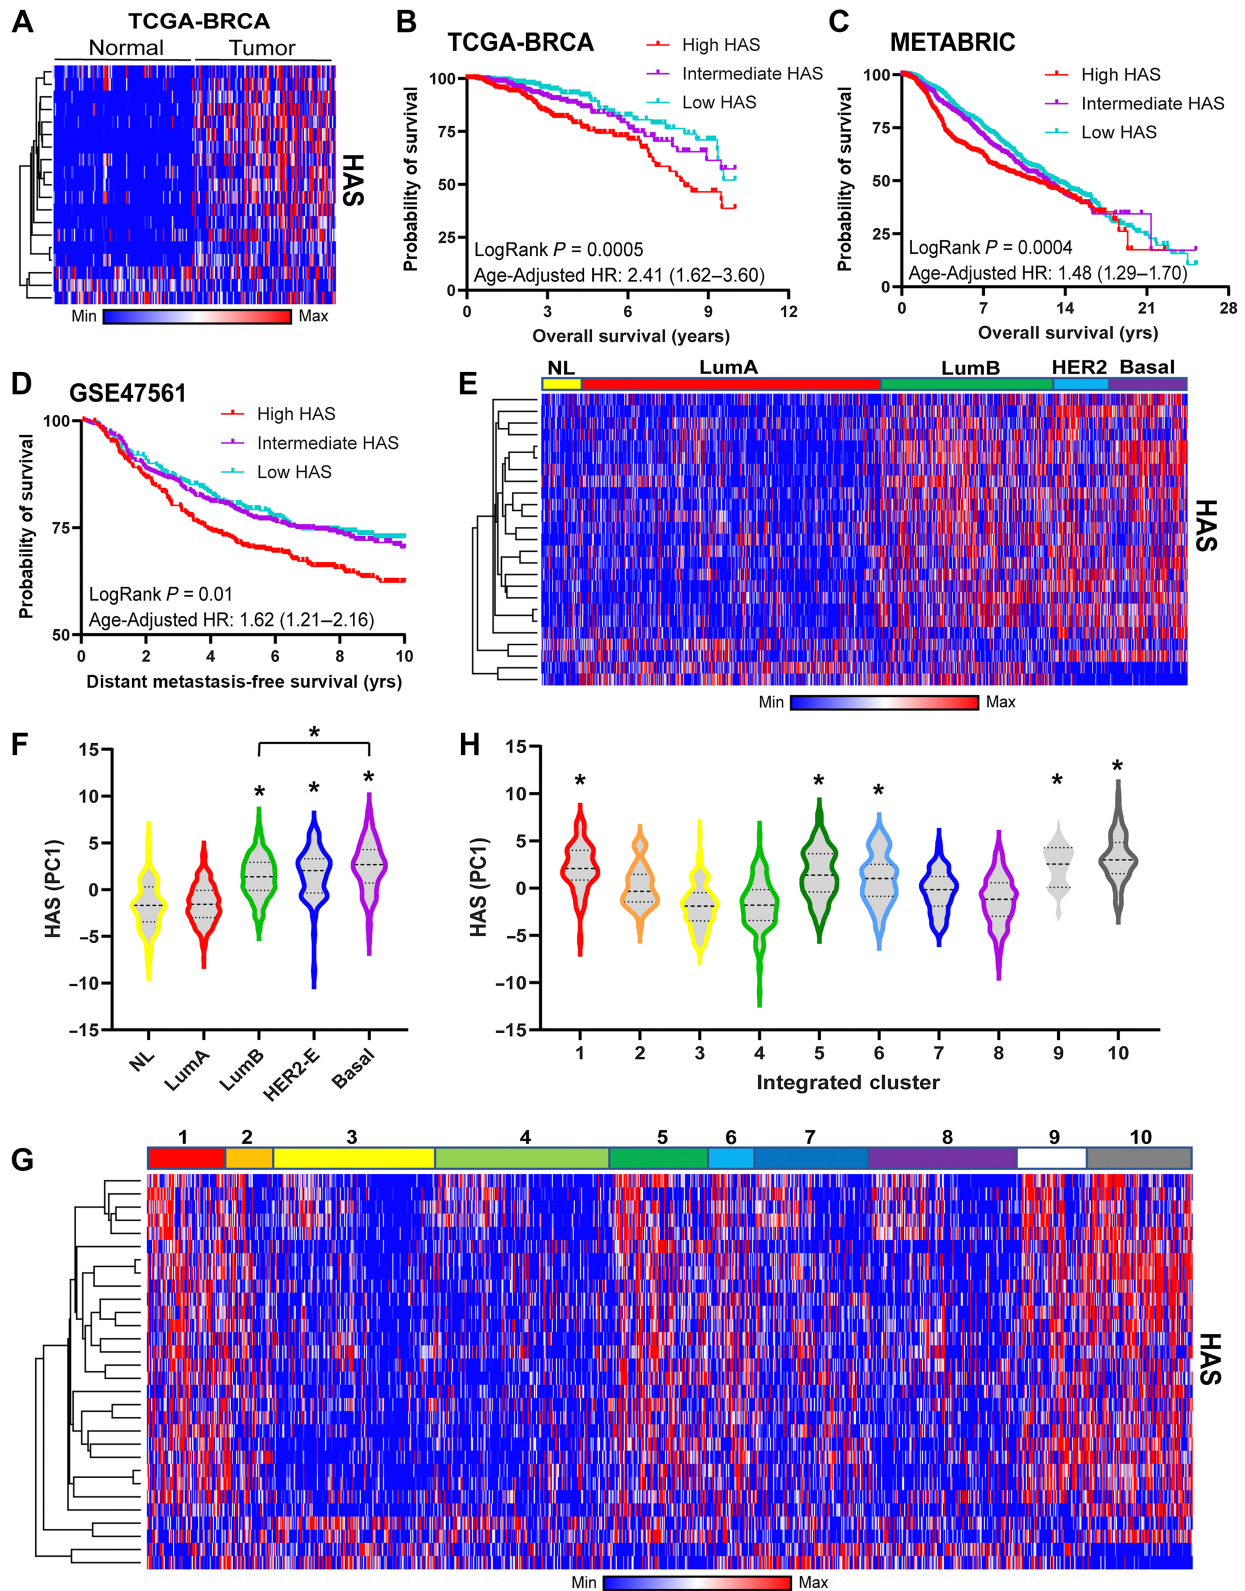 A
TCGA-BRCA
Normal Tumor
HAS
Min Max
B
TCGA-BRCA
High HAS
Intermediate HAS
Low HAS
Probability of survival
100
75
50
25
0
LogRank P = 0.0005
Age-Adjusted HR: 2.41 (1.62–3.60)
0 3 6 9 12
Overall survival (years)
C
METABRIC
High HAS
Intermediate HAS
Low HAS
Probability of survival
100
75
50
25
0
LogRank P = 0.0004
Age-Adjusted HR: 1.48 (1.29–1.70)
0 7 14 21 28
Overall survival (yrs)
D
GSE47561
High HAS
Intermediate HAS
Low HAS
Probability of survival
100
75
50
LogRank P = 0.01
Age-Adjusted HR: 1.62 (1.21–2.16)
0 2 4 6 8 10
Distant metastasis-free survival (yrs)
E
NL LumA LumB HER2 Basal
HAS
Min Max
F
HAS (PC1)
15
10
5
0
–5
–10
–15
* * * *
NL LumA LumB HER2-E Basal
H
HAS (PC1)
15
10
5
0
–5
–10
–15
* * * * *
1 2 3 4 5 6 7 8 9 10
Integrated cluster
G
1 2 3 4 5 6 7 8 9 10
HAS
Min Max